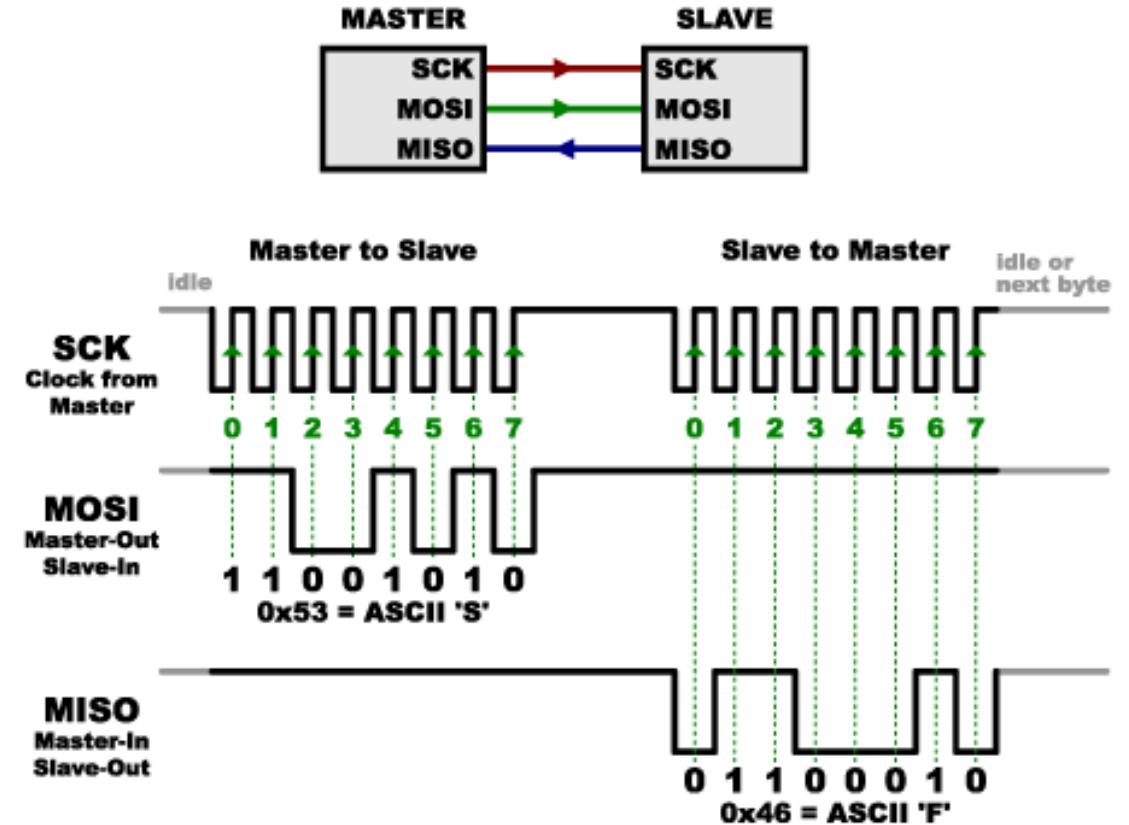 MASTER SLAVE
SCK SCK
MOSI MOSI
MISO MISO
Master to Slave Slave to Master
idle
idle or
next byte
SCK
Clock from
Master
0 1 2 3 4 5 6 7 0 1 2 3 4 5 6 7
MOSI
Master-Out
Slave-In
1 1 0 0 1 0 1 0
0x53 = ASCII 'S'
MISO
Master-In
Slave-Out
0 1 1 0 0 0 1 0
0x46 = ASCII 'F'